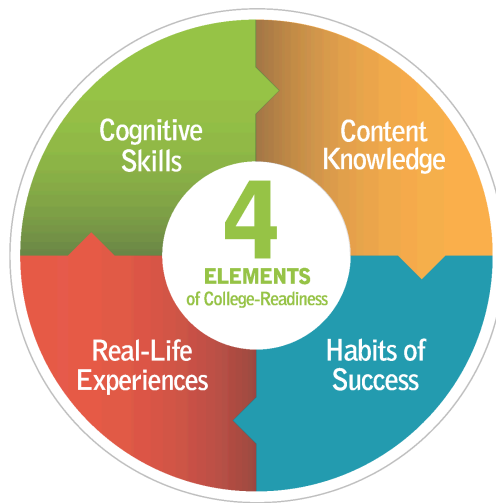 Cognitive
Skills
Content
Knowledge
4
ELEMENTS
of College-Readiness
Real-Life
Experiences
Habits of
Success